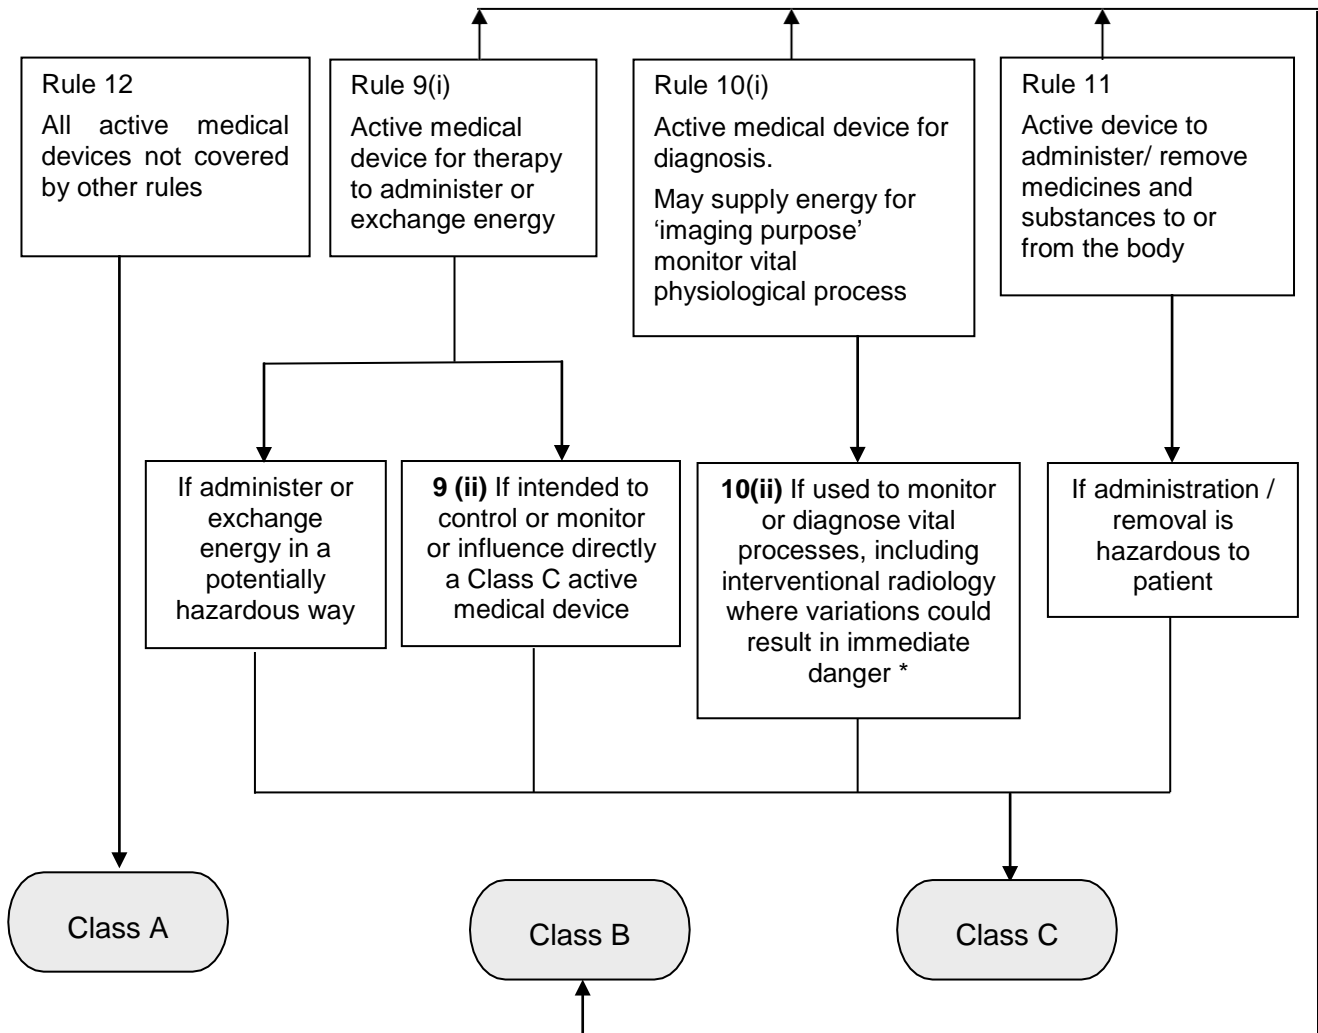 Rule 12
All active medical
devices not covered
by other rules
Rule 9(i)
Active medical
device for therapy
to administer or
exchange energy
Rule 10(i)
Active medical device for
diagnosis.
May supply energy for
‘imaging purpose’
monitor vital
physiological process
Rule 11
Active device to
administer/ remove
medicines and
substances to or
from the body
If administer or
exchange
energy in a
potentially
hazardous way
9 (ii) If intended to
control or monitor
or influence directly
a Class C active
medical device
10(ii) If used to monitor
or diagnose vital
processes, including
interventional radiology
where variations could
result in immediate
danger *
If administration /
removal is
hazardous to
patient
Class A
Class B
Class C